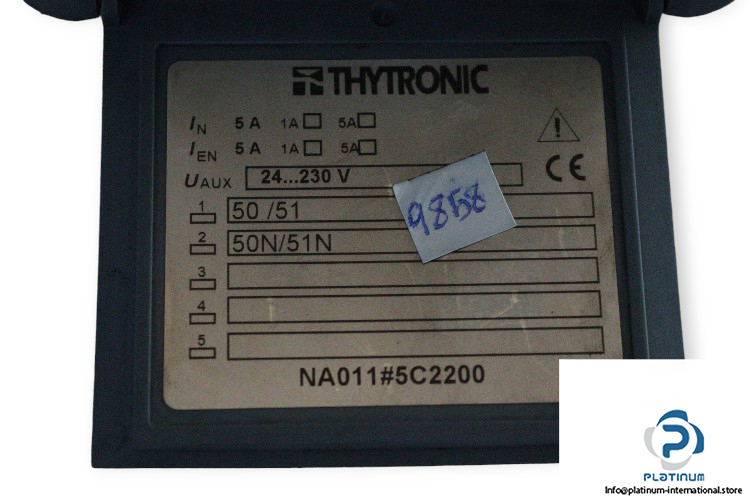 THYTRONIC
IN 5 A 1A 5A
IEN 5 A 1A 5A
UAUX 24...230 V
CE
1 50 /51
2 50N/51N
3
4
5
9858
NA011#5C2200
PLATINUM
Info@platinum-international.store